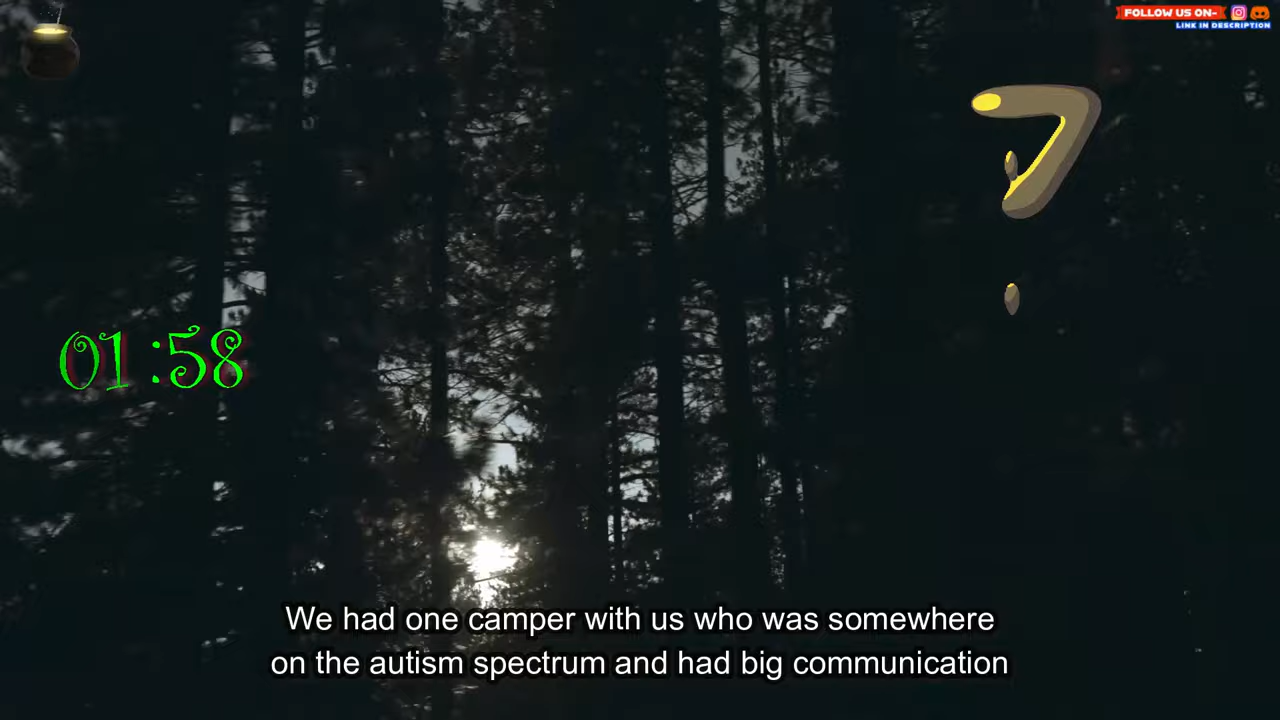 FOLLOW US ON-
LINK IN DESCRIPTION
7
01:58
We had one camper with us who was somewhere
on the autism spectrum and had big communication